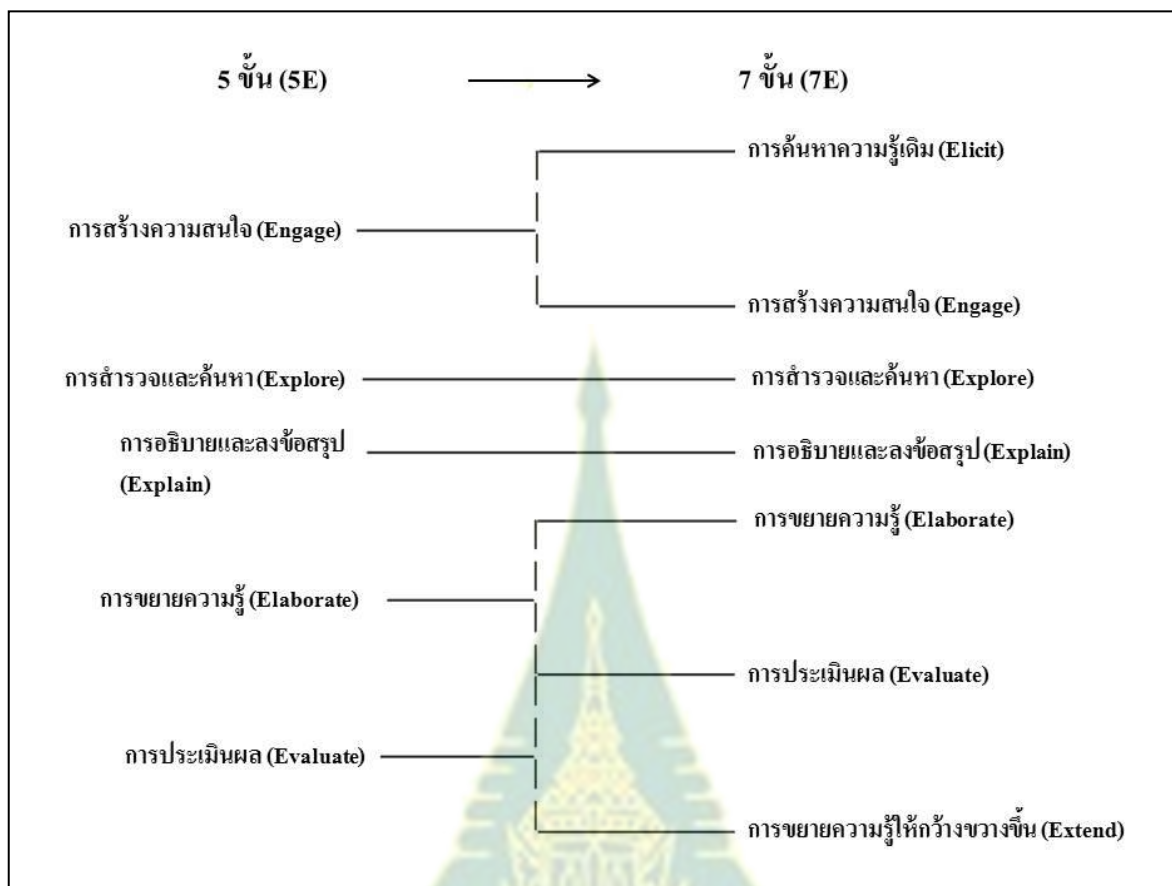 5 ขั้น (5E) 7 ขั้น (7E)
การค้นหาความรู้เดิม (Elicit)
การสร้างความสนใจ (Engage)
การสร้างความสนใจ (Engage)
การสำรวจและค้นหา (Explore) การสำรวจและค้นหา (Explore)
การอธิบายและลงข้อสรุป การอธิบายและลงข้อสรุป (Explain)
(Explain)
การขยายความรู้ (Elaborate)
การขยายความรู้ (Elaborate)
การประเมินผล (Evaluate)
การประเมินผล (Evaluate)
การขยายความรู้ให้กว้างขวางขึ้น (Extend)